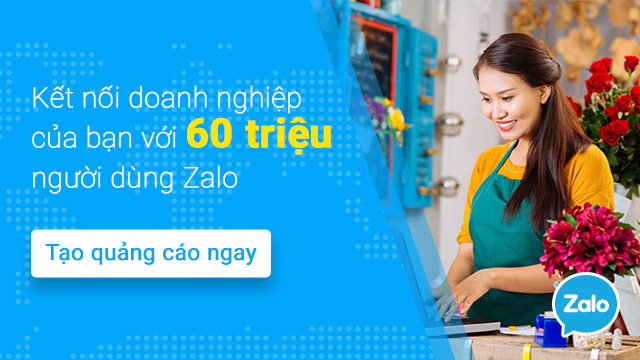 Kết nối doanh nghiệp
của bạn với 60 triệu
người dùng Zalo
Tạo quảng cáo ngay
Zalo